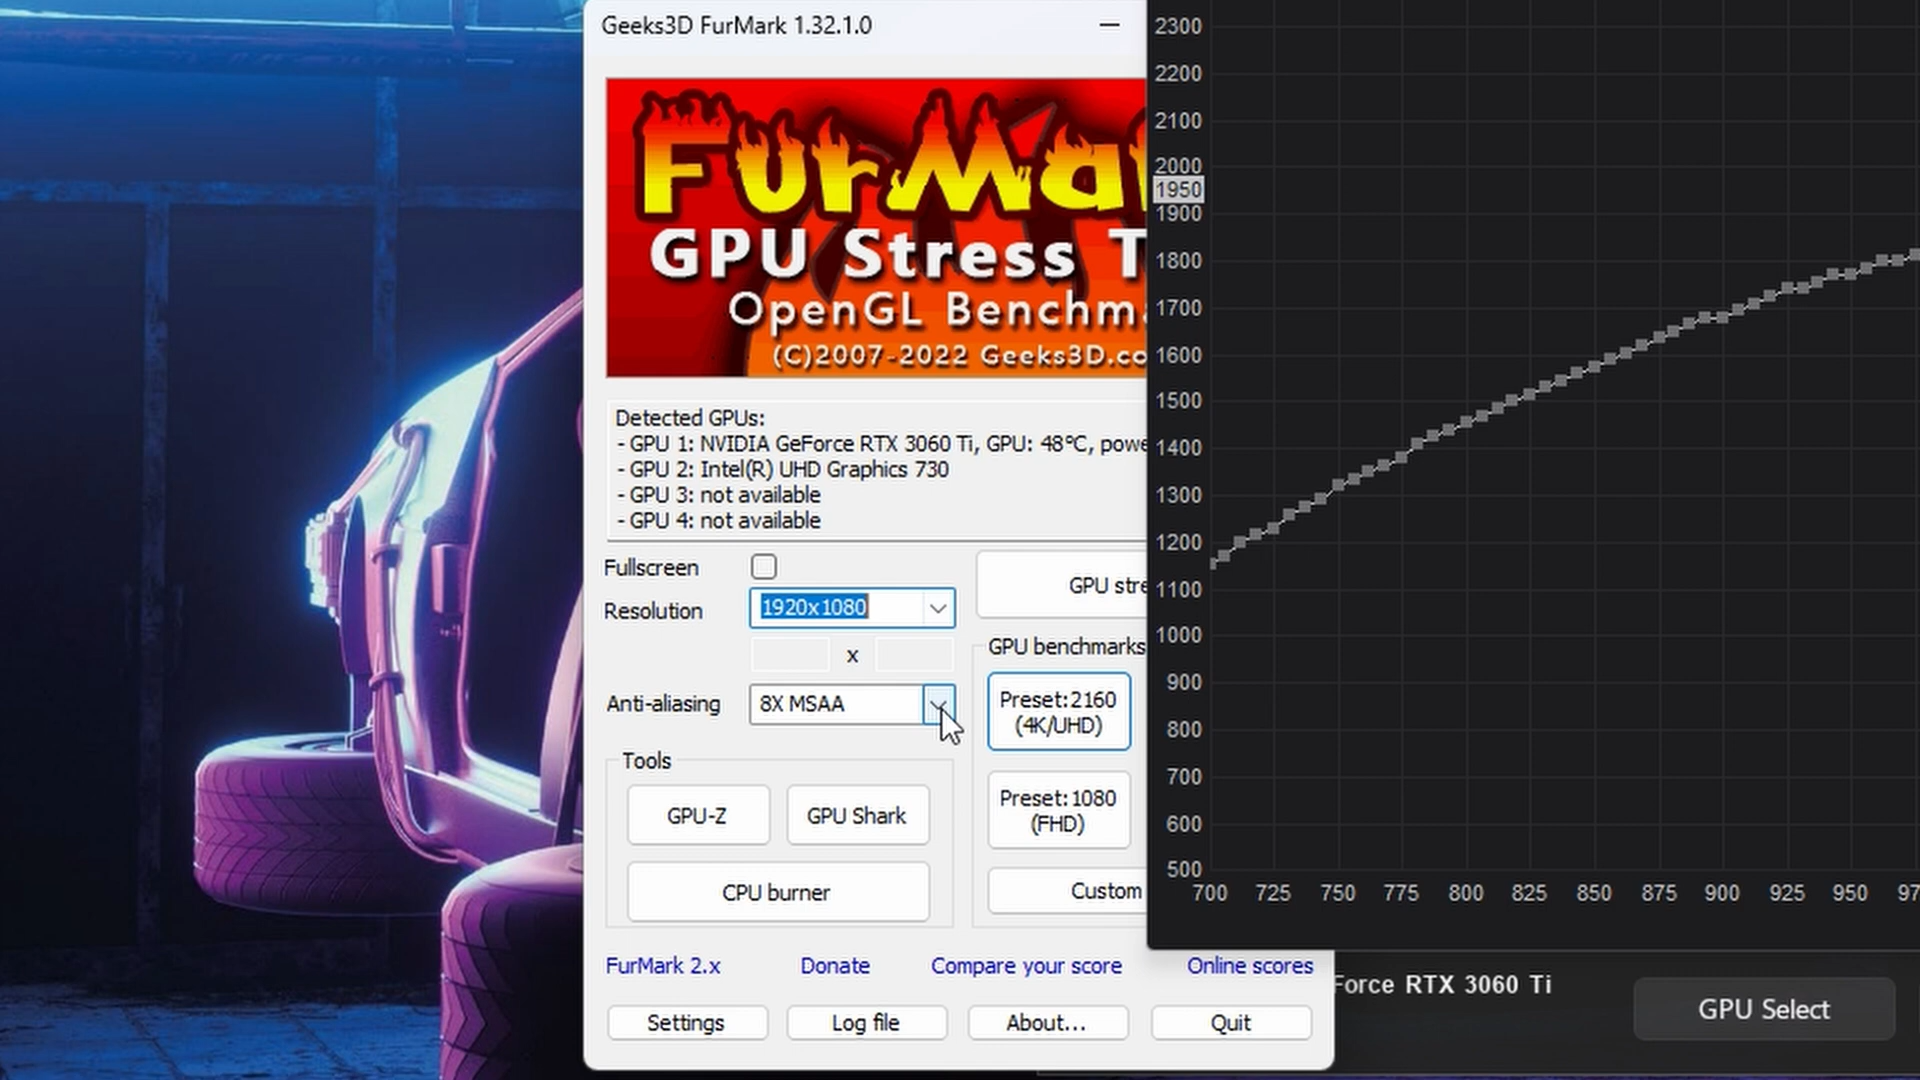 Geeks3D FurMark 1.32.1.0
FurMa
GPU Stress T
OpenGL Benchm
(C)2007-2022 Geeks3D.co
Detected GPUs:
- GPU 1: NVIDIA GeForce RTX 3060 Ti, GPU: 48°C, powe
- GPU 2: Intel(R) UHD Graphics 730
- GPU 3: not available
- GPU 4: not available
Fullscreen
GPU stre
Resolution
1920x1080
x
GPU benchmarks
Anti-aliasing
8X MSAA
Preset:2160
(4K/UHD)
Tools
GPU-Z
GPU Shark
Preset:1080
(FHD)
CPU burner
Custom
FurMark 2.x
Donate
Compare your score
Online scores
Settings
Log file
About...
Quit
2300
2200
2100
2000
1950
1900
1800
1700
1600
1500
1400
1300
1200
1100
1000
900
800
700
600
500
700 725 750 775 800 825 850 875 900 925 950 97
Force RTX 3060 Ti
GPU Select